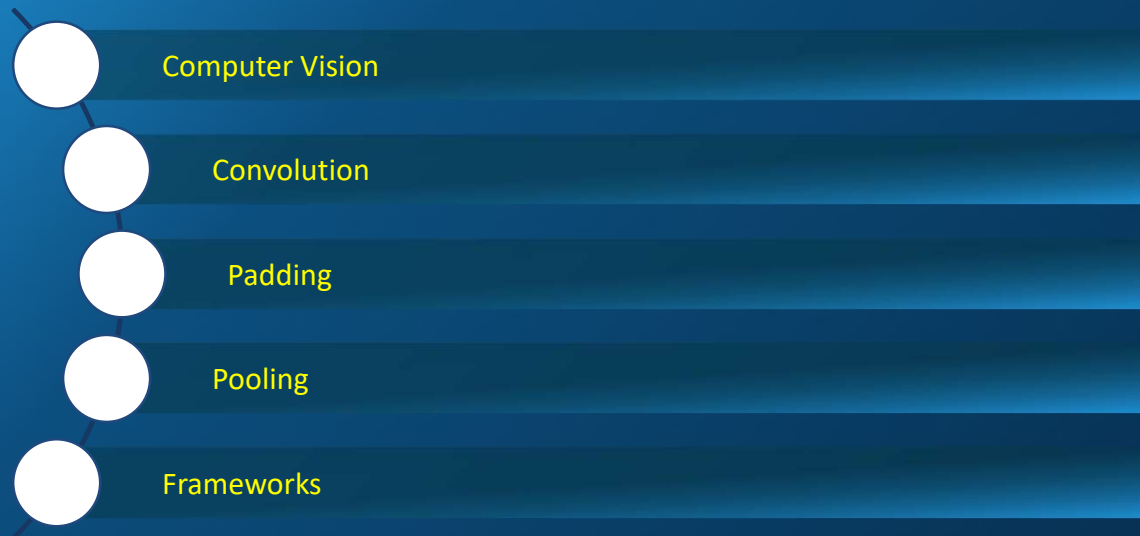 Computer Vision
Convolution
Padding
Pooling
Frameworks